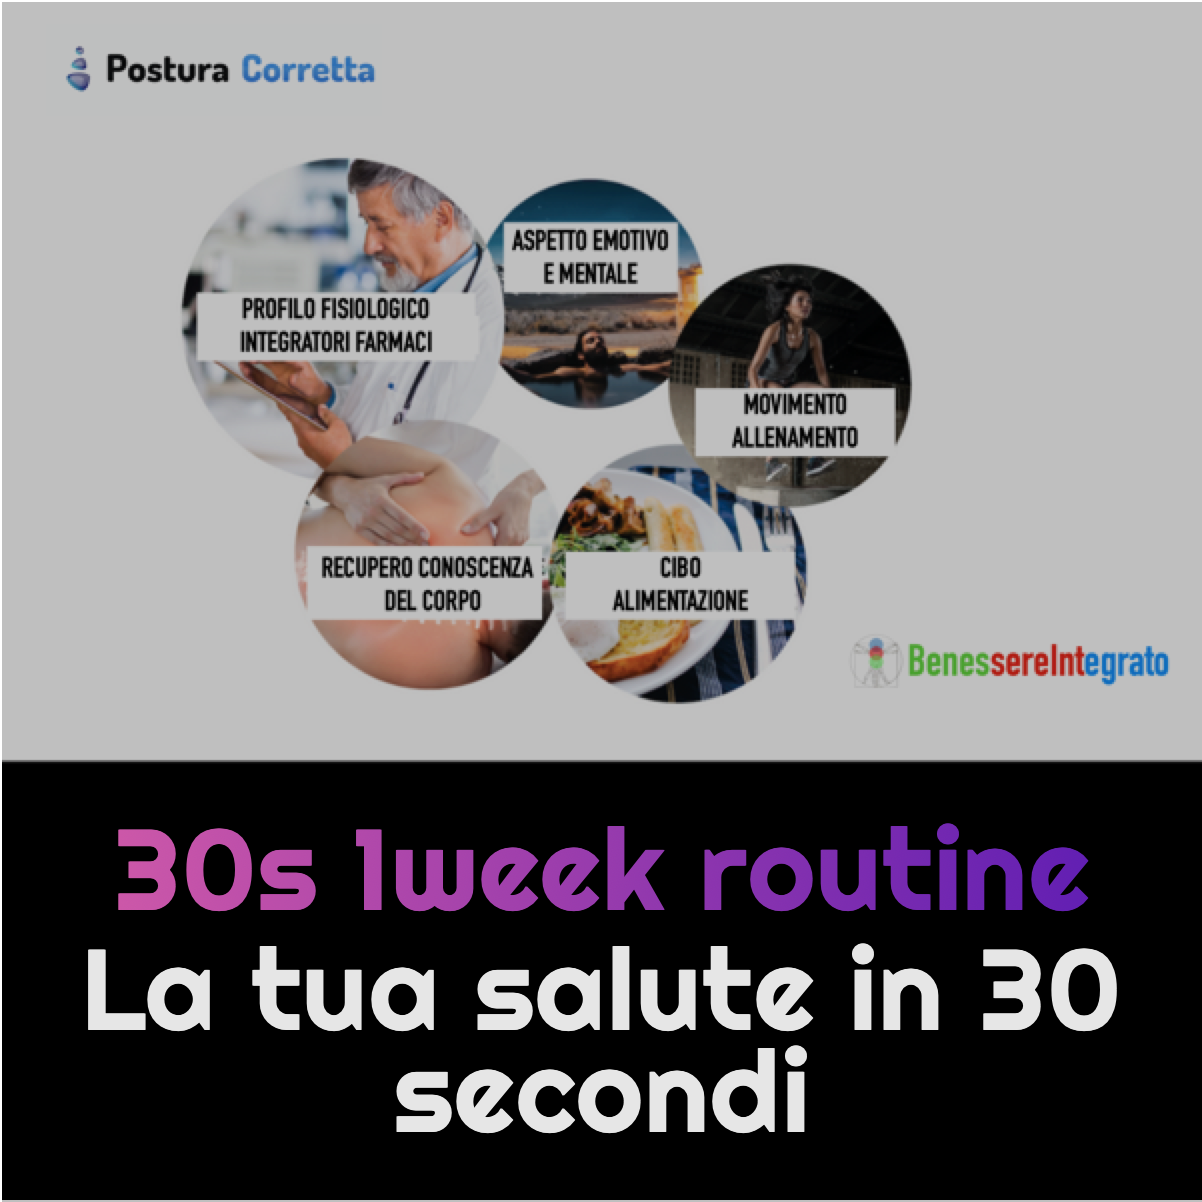 Postura Corretta
ASPETTO EMOTIVO
E MENTALE
PROFILO FISIOLOGICO
INTEGRATORI FARMACI
MOVIMENTO
ALLENAMENTO
RECUPERO CONOSCENZA
DEL CORPO
CIBO
ALIMENTAZIONE
BenessereIntegrato
30s 1week routine
La tua salute in 30
secondi